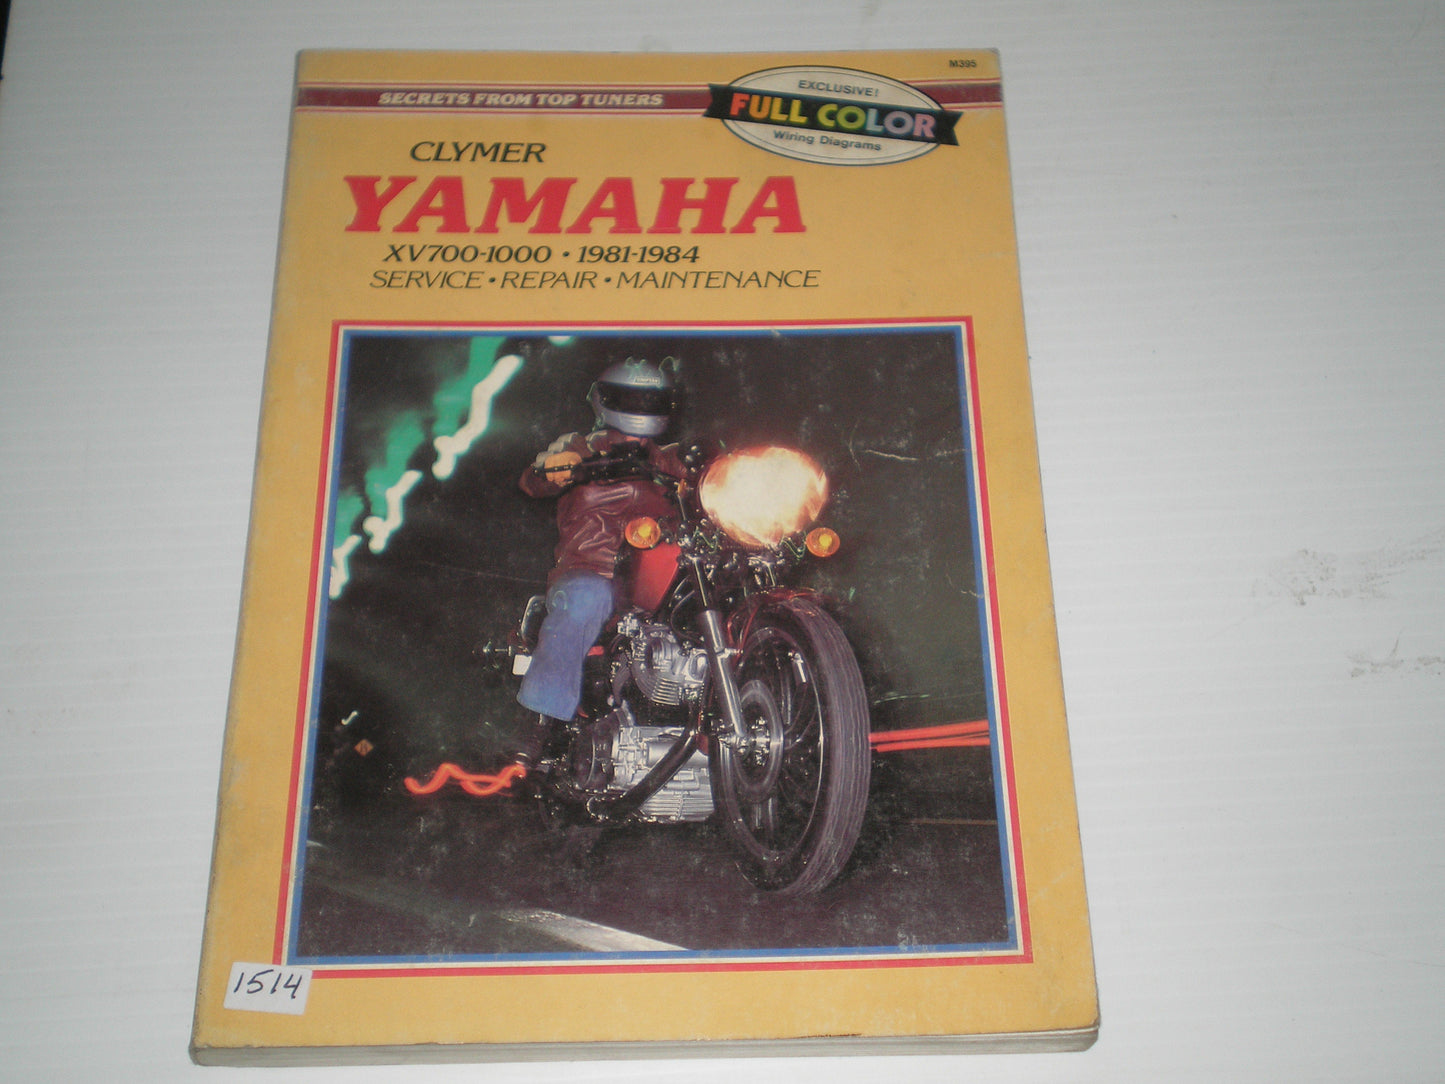 M395
SECRETS FROM TOP TUNERS
EXCLUSIVE!
FULL COLOR
Wiring Diagrams
CLYMER
YAMAHA
XV700-1000 • 1981-1984
SERVICE • REPAIR • MAINTENANCE
1514